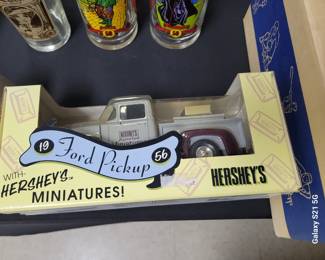 19 Ford Pickup 56
WITH
HERSHEY'S
MINIATURES!
HERSHEY'S
Galaxy S21 5G